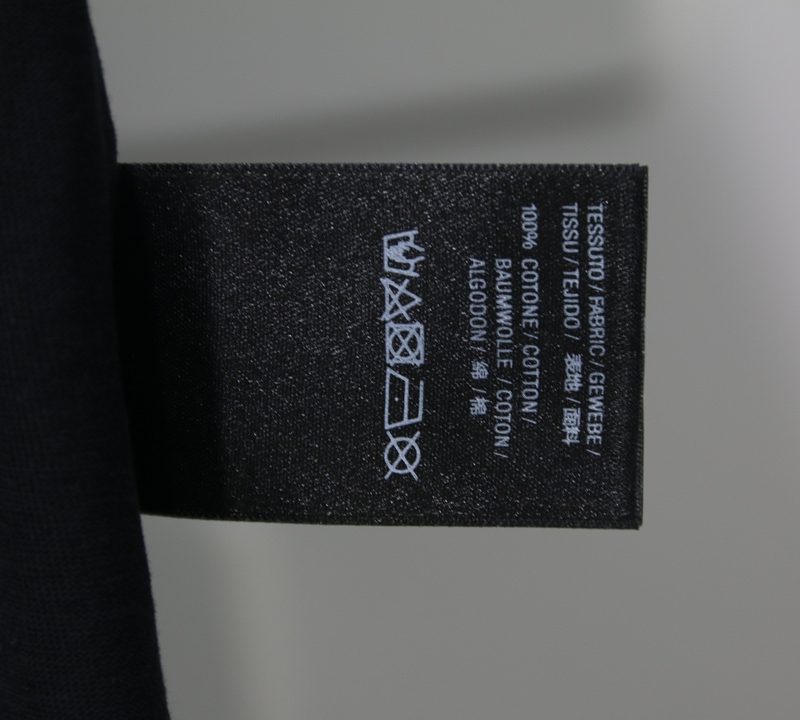 TESSUTO / FABRIC / GEWEBE /
TISSU / TEJIDO / 表地 / 面料
100% COTONE / COTTON /
BAUMWOLLE / COTON /
ALGODON / 綿 / 棉